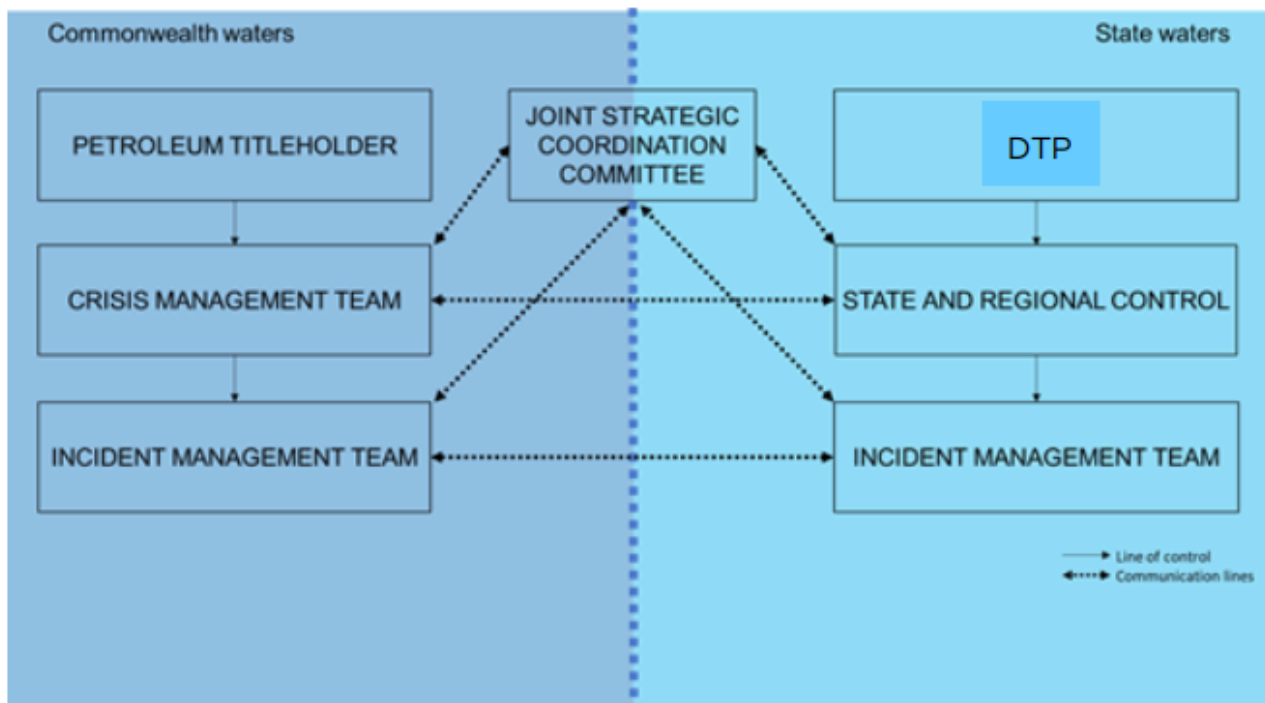 Commonwealth waters
State waters
PETROLEUM TITLEHOLDER
JOINT STRATEGIC
COORDINATION
COMMITTEE
DTP
CRISIS MANAGEMENT TEAM
STATE AND REGIONAL CONTROL
INCIDENT MANAGEMENT TEAM
INCIDENT MANAGEMENT TEAM
Line of control
Communication lines